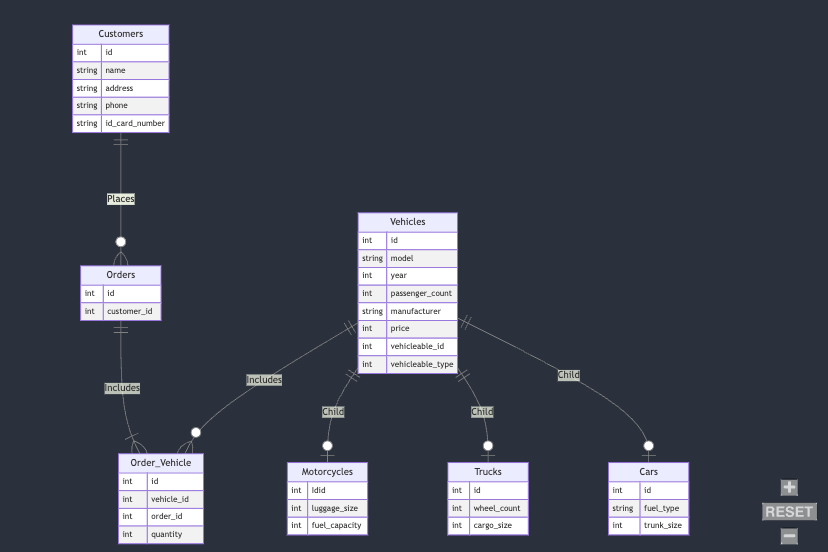 Customers
int id
string name
string address
string phone
string id_card_number
Places
Orders
int id
int customer_id
Vehicles
int id
string model
int year
int passenger_count
string manufacturer
int price
int vehicleable_id
int vehicleable_type
Includes
Includes
Child
Child
Child
Order_Vehicle
int id
int vehicle_id
int order_id
int quantity
Motorcycles
int Idid
int luggage_size
int fuel_capacity
Trucks
int id
int wheel_count
int cargo_size
Cars
int id
string fuel_type
int trunk_size
RESET